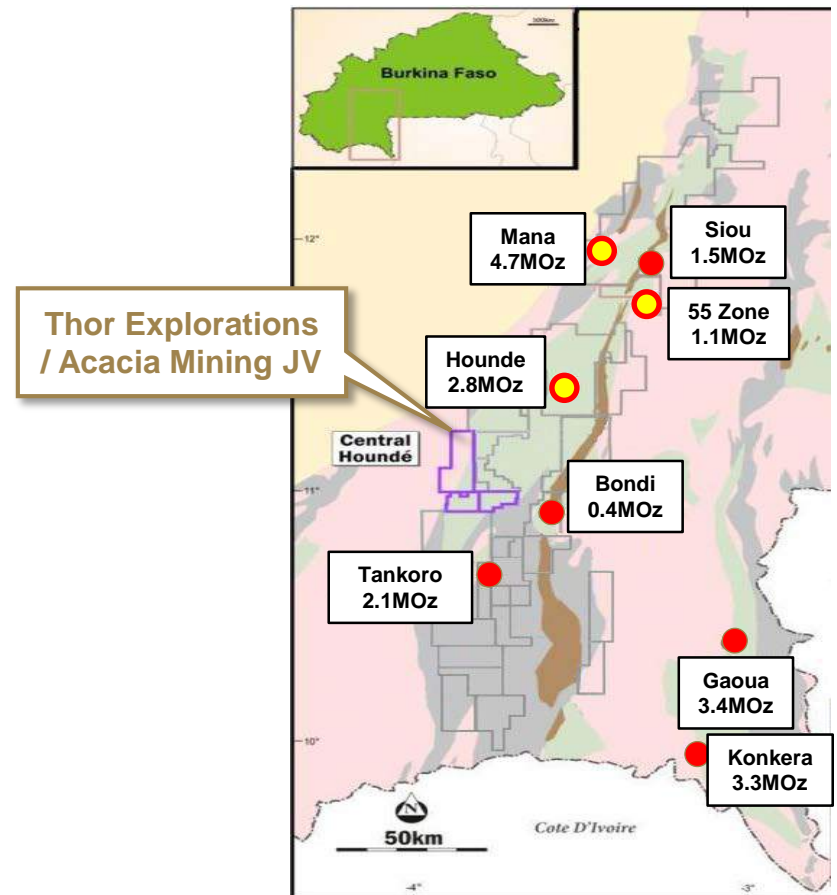 Burkina Faso
12°
Mana
4.7MOz
Siou
1.5MOz
55 Zone
1.1MOz
Thor Explorations
/ Acacia Mining JV
Hounde
2.8MOz
Central
Houndé
11°
Bondi
0.4MOz
Tankoro
2.1MOz
Gaoua
3.4MOz
10°
Konkera
3.3MOz
N
50km
Cote D'Ivoire
-4°
-3°